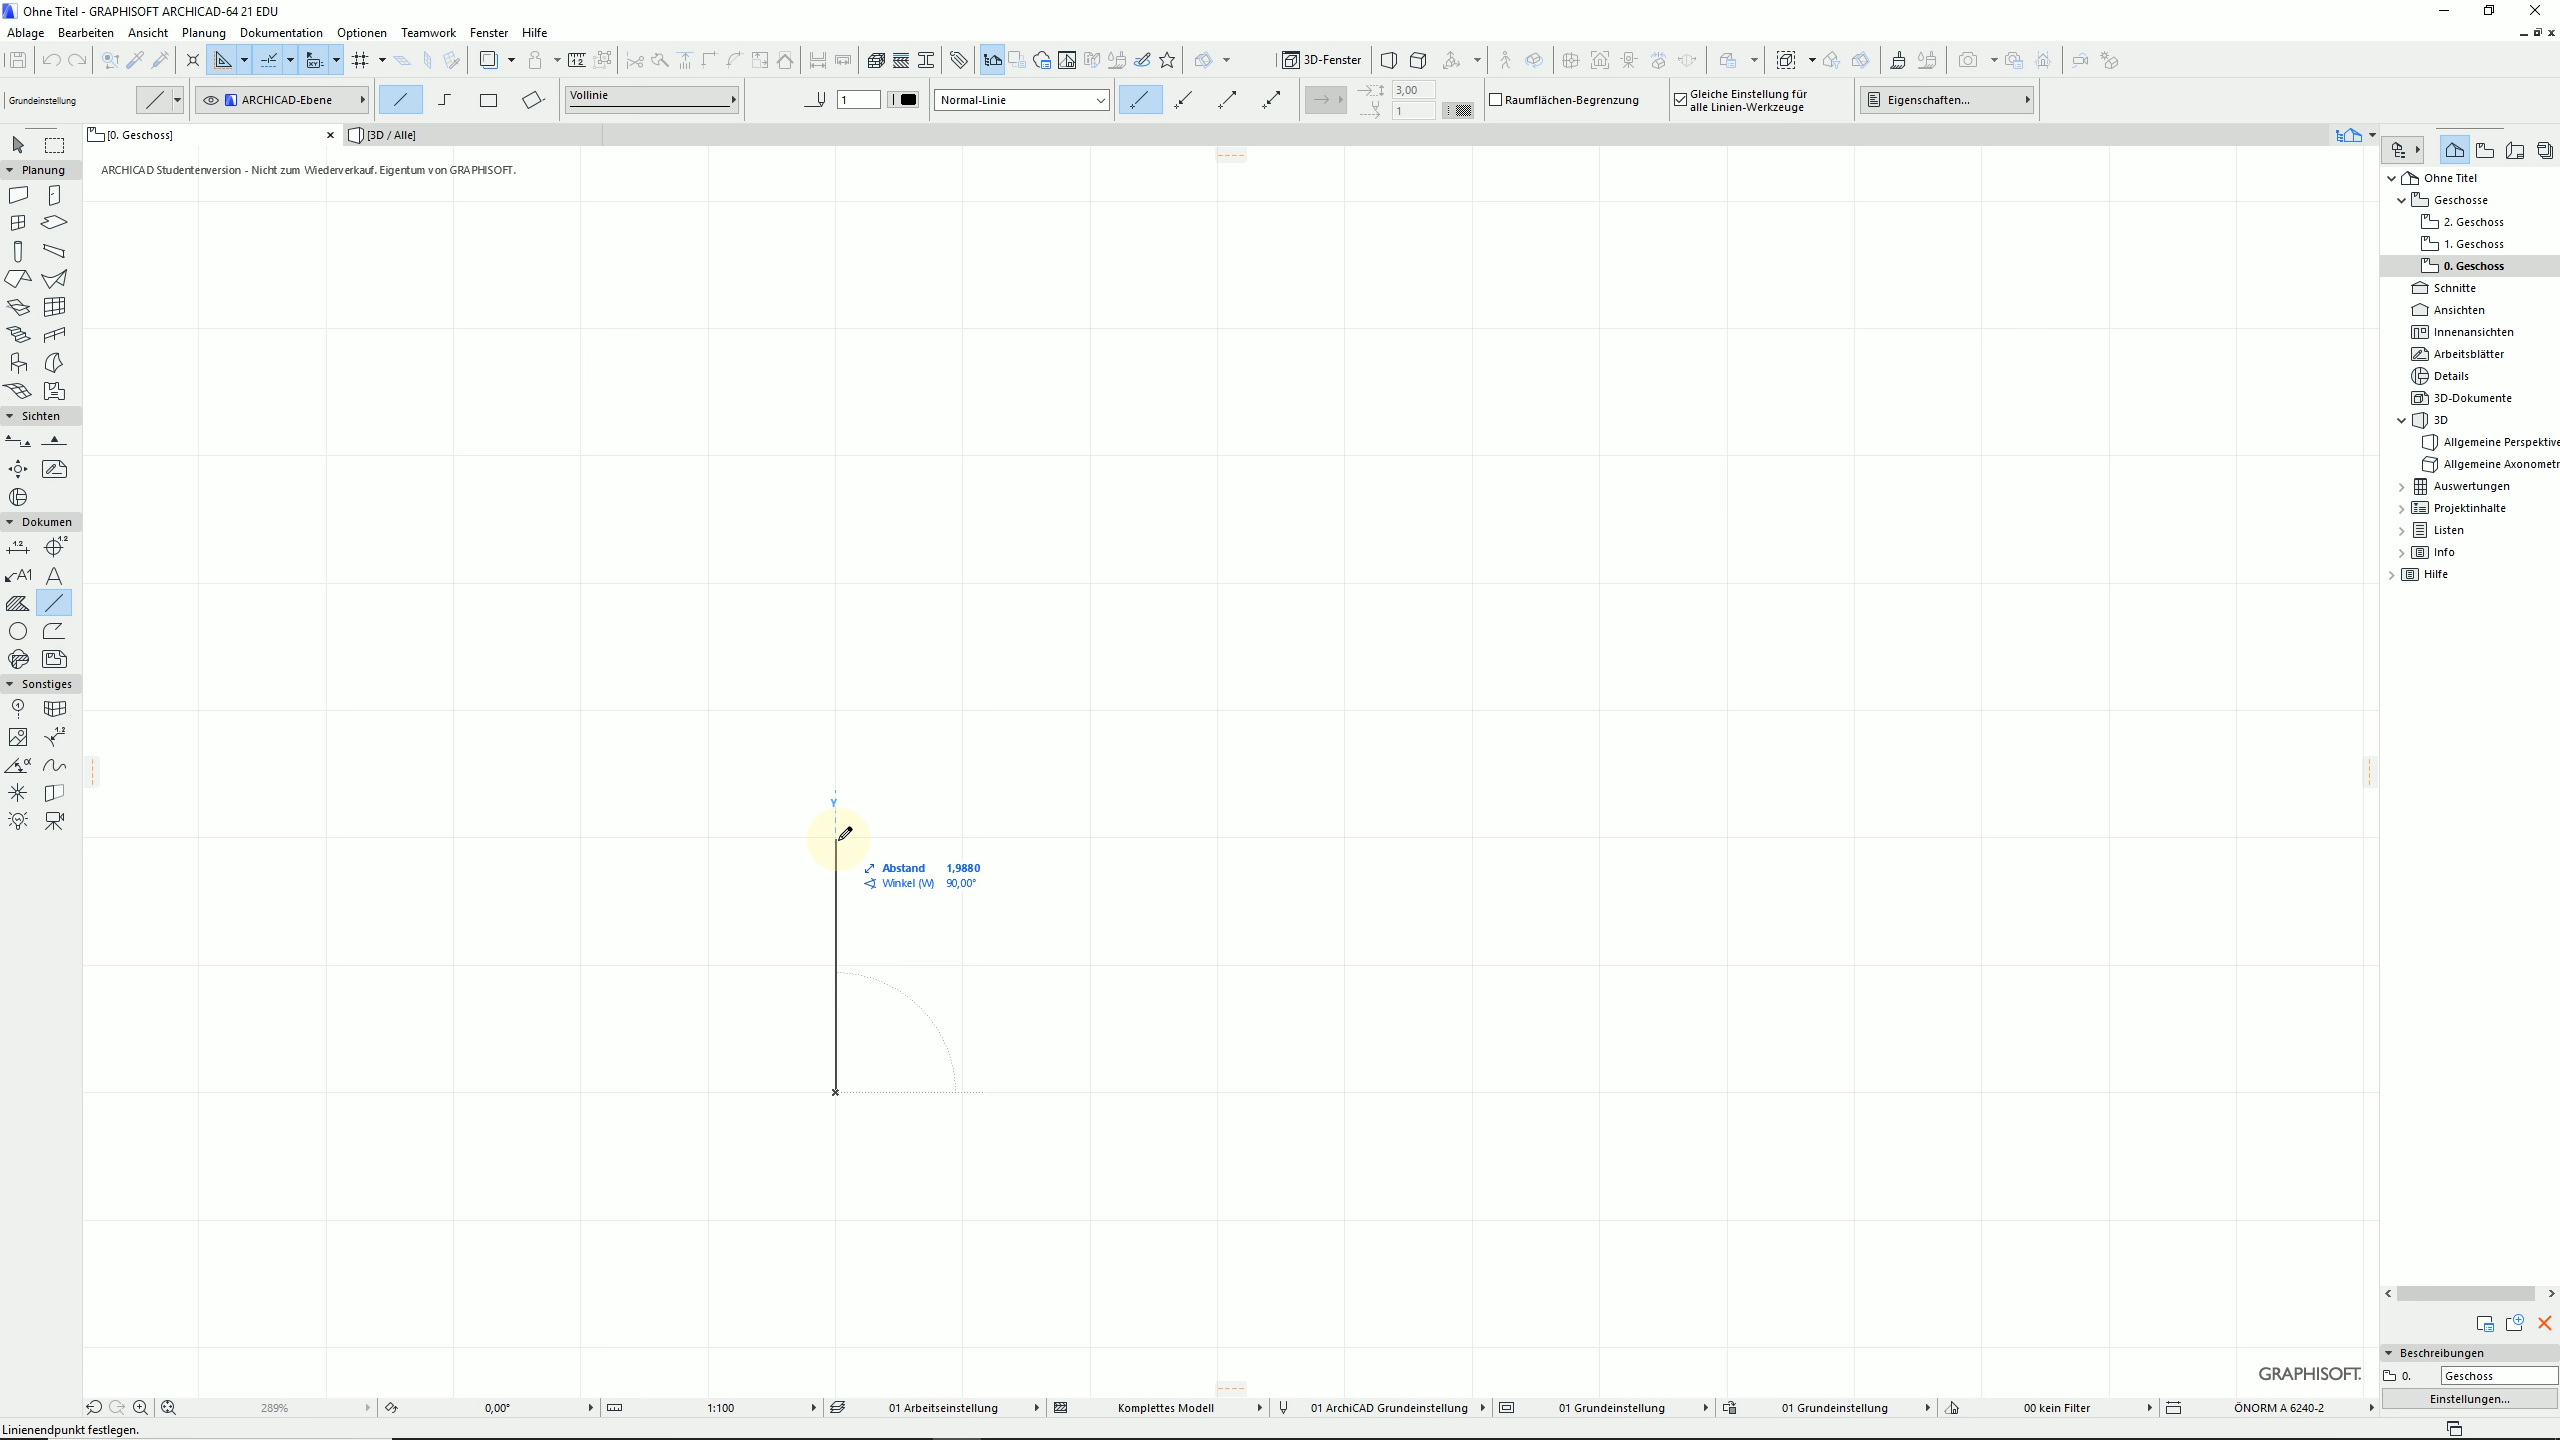 Ohne Titel - GRAPHISOFT ARCHICAD-64 21 EDU
Ablage Bearbeiten Ansicht Planung Dokumentation Optionen Teamwork Fenster Hilfe
3D-Fenster
Grundeinstellung
ARCHICAD-Ebene
Vollinie
1
Normal-Linie
3,00
1
Raumflächen-Begrenzung
Gleiche Einstellung für
alle Linien-Werkzeuge
Eigenschaften...
[0. Geschoss]
[3D / Alle]
ARCHICAD Studentenversion - Nicht zum Wiederverkauf. Eigentum von GRAPHISOFT.
Planung
Sichten
Dokumen
Sonstiges
Y
Abstand 1,9880
Winkel (W) 90,00°
Ohne Titel
Geschosse
2. Geschoss
1. Geschoss
0. Geschoss
Schnitte
Ansichten
Innenansichten
Arbeitsblätter
Details
3D-Dokumente
3D
Allgemeine Perspektive
Allgemeine Axonometr
Auswertungen
Projektinhalte
Listen
Info
Hilfe
GRAPHISOFT.
Beschreibungen
0. Geschoss
Einstellungen...
289% 0,00° 1:100 01 Arbeitseinstellung Komplettes Modell 01 ArchiCAD Grundeinstellung 01 Grundeinstellung 01 Grundeinstellung 00 kein Filter ÖNORM A 6240-2
Linienendpunkt festlegen.